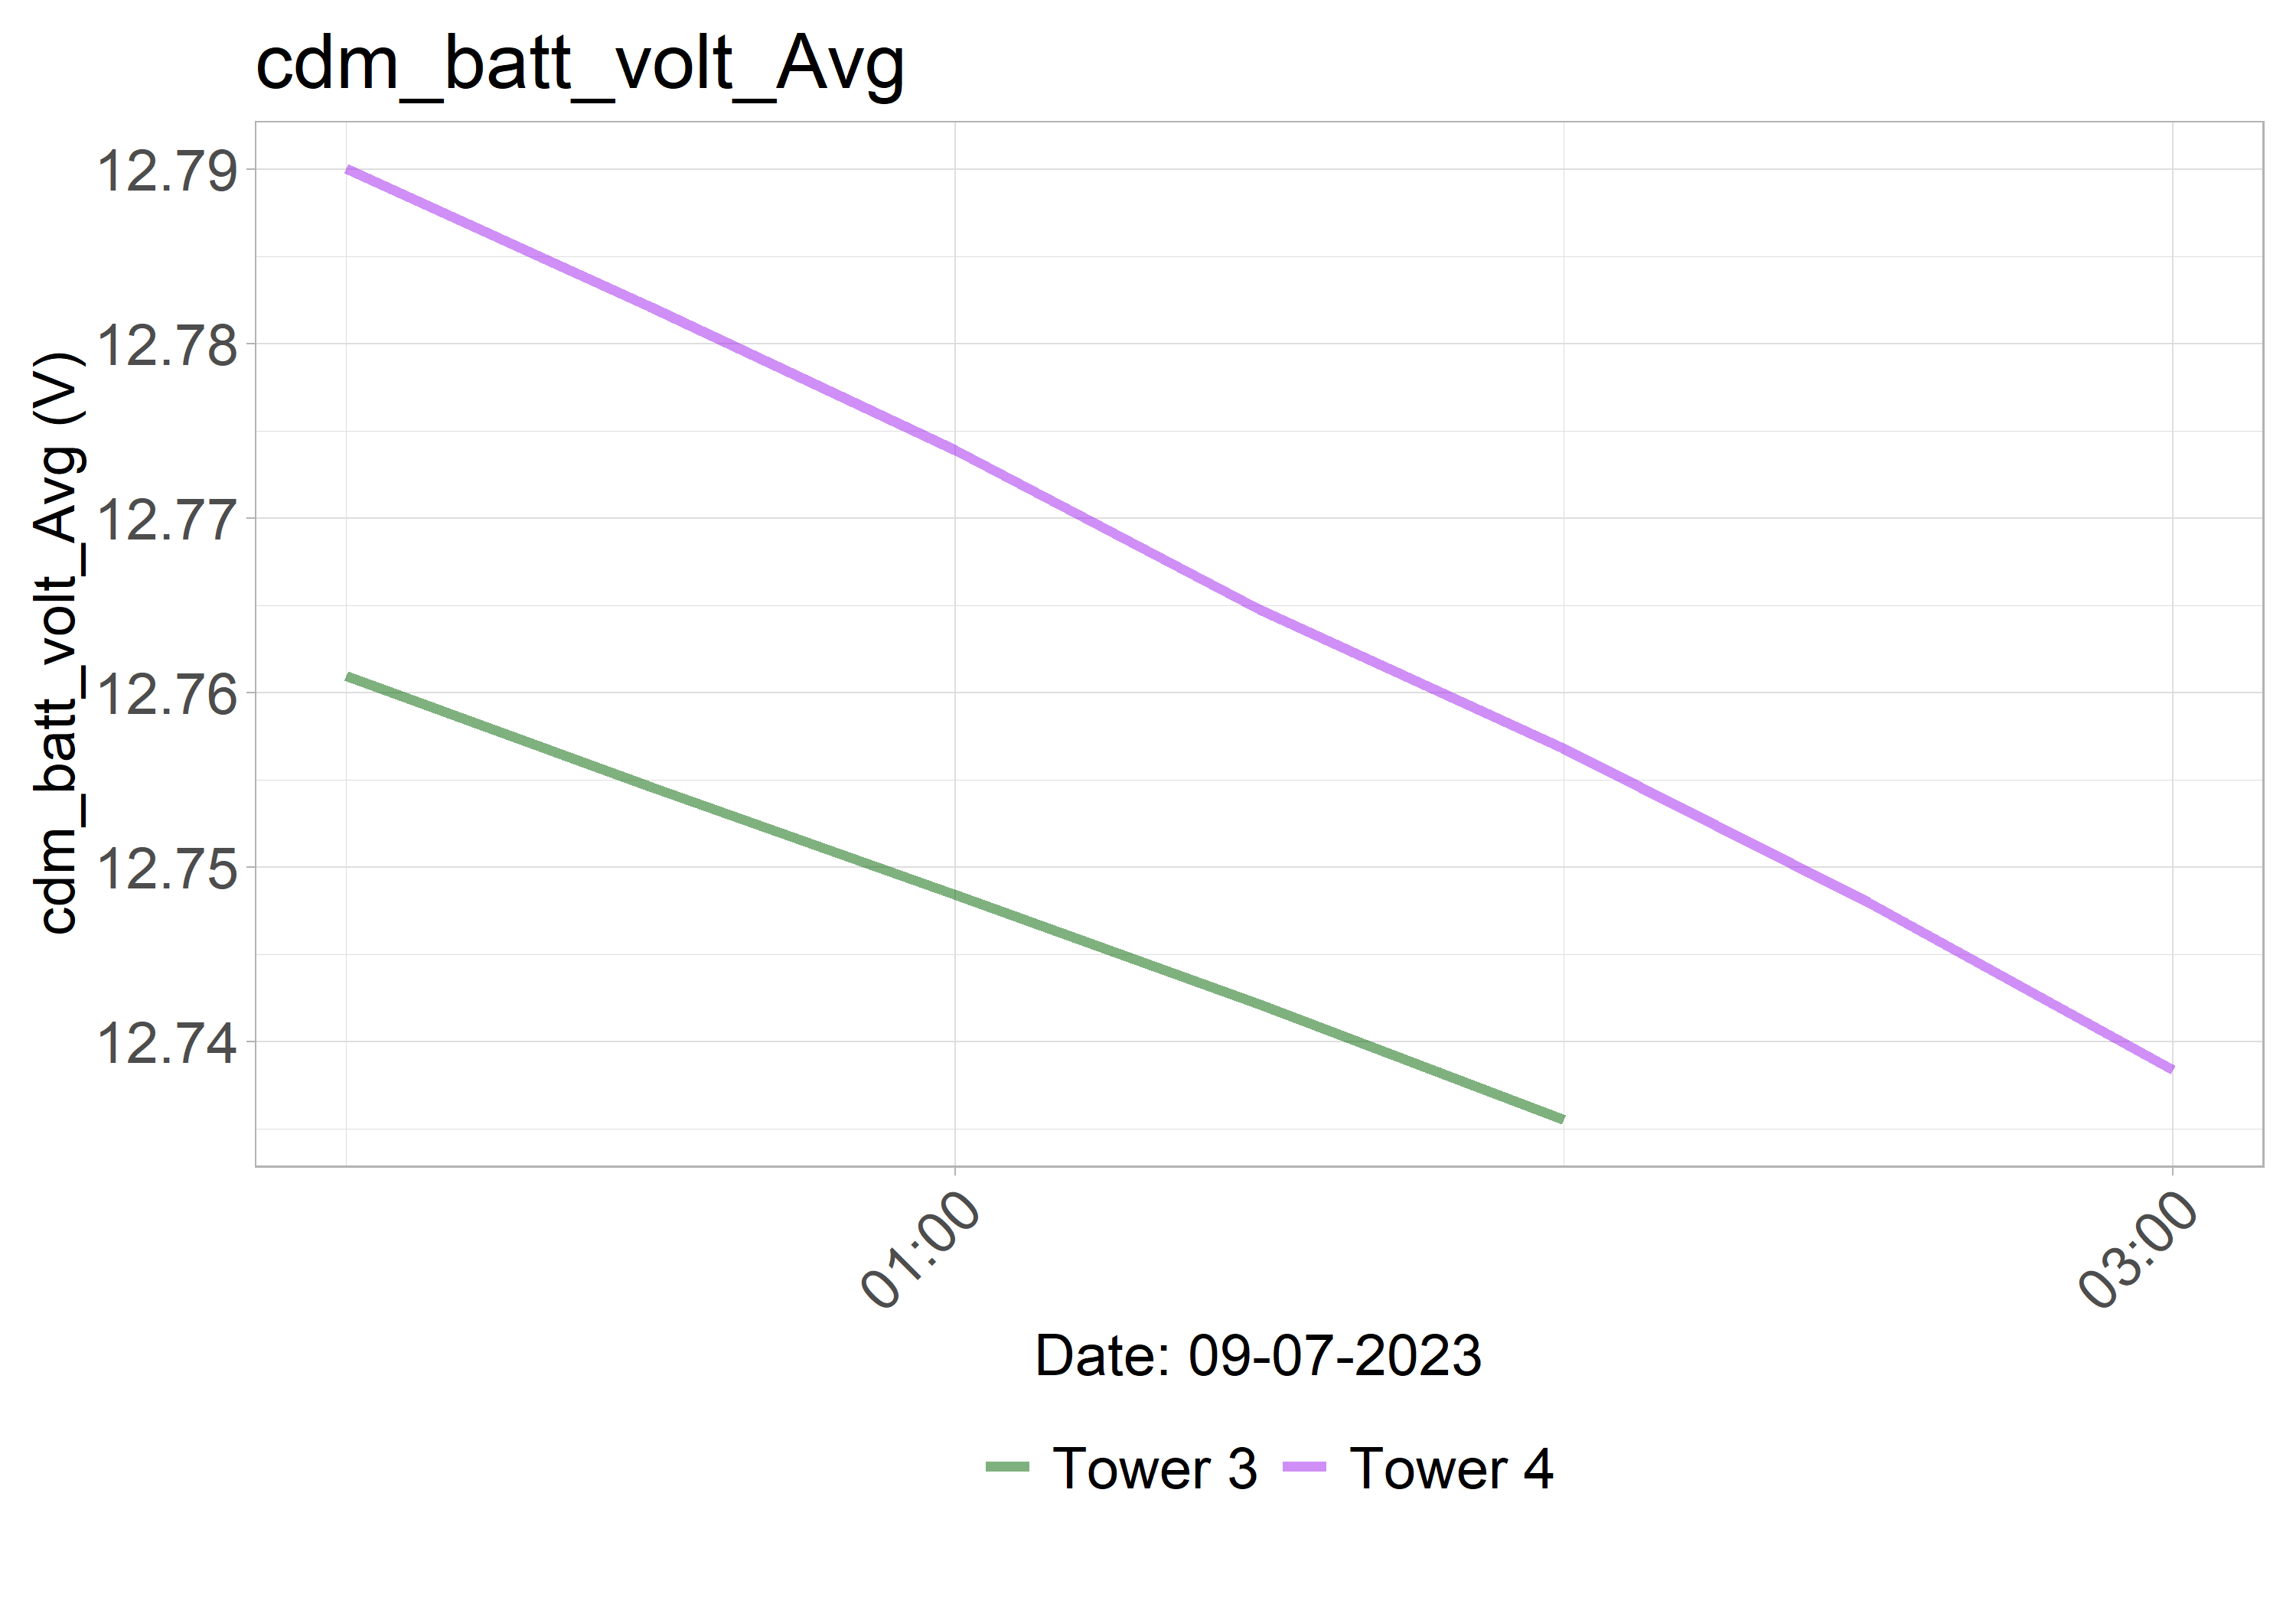 cdm_batt_volt_Avg
cdm_batt_volt_Avg (V)
12.79
12.78
12.77
12.76
12.75
12.74
01:00
03:00
Date: 09-07-2023
Tower 3
Tower 4